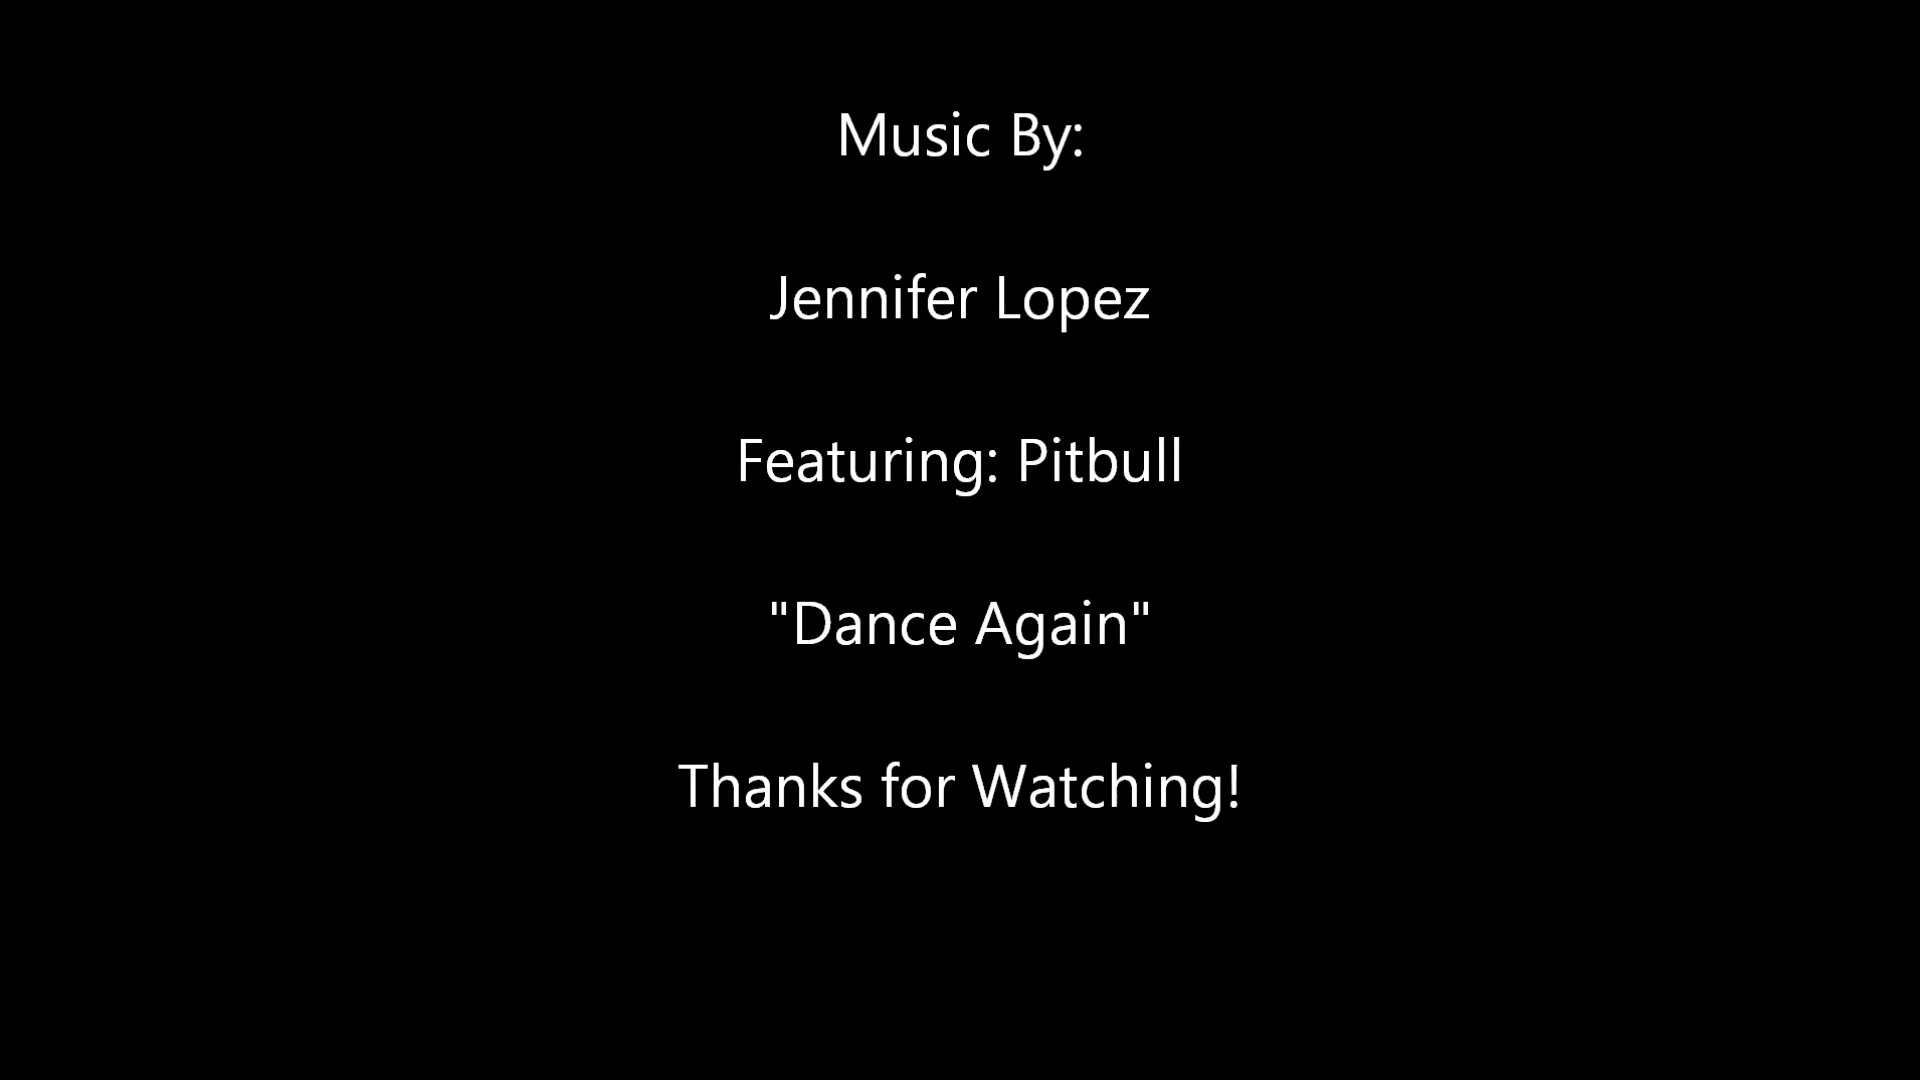 Music By:
Jennifer Lopez
Featuring: Pitbull
"Dance Again"
Thanks for Watching!